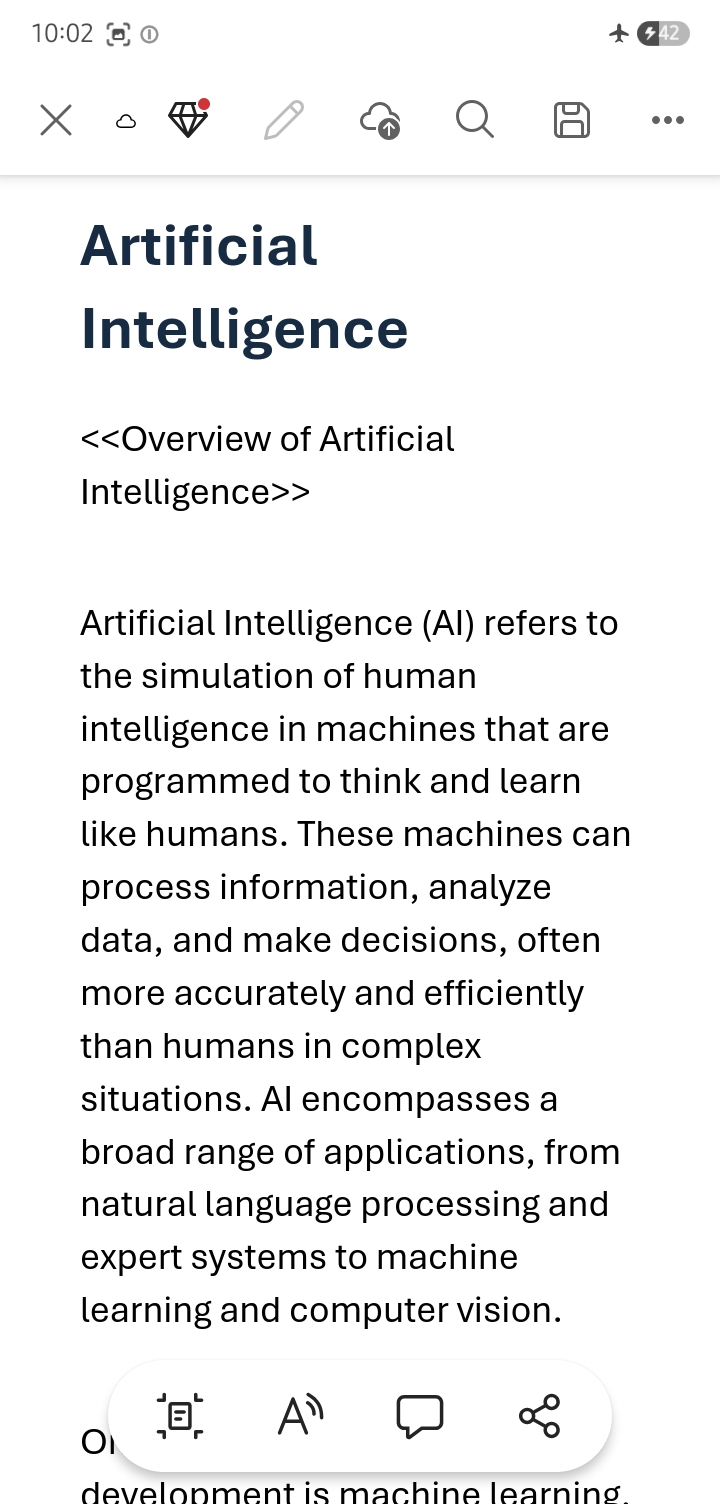 10:02
42
Artificial
Intelligence
<<Overview of Artificial
Intelligence>>
Artificial Intelligence (AI) refers to
the simulation of human
intelligence in machines that are
programmed to think and learn
like humans. These machines can
process information, analyze
data, and make decisions, often
more accurately and efficiently
than humans in complex
situations. AI encompasses a
broad range of applications, from
natural language processing and
expert systems to machine
learning and computer vision.
development is machine learning,